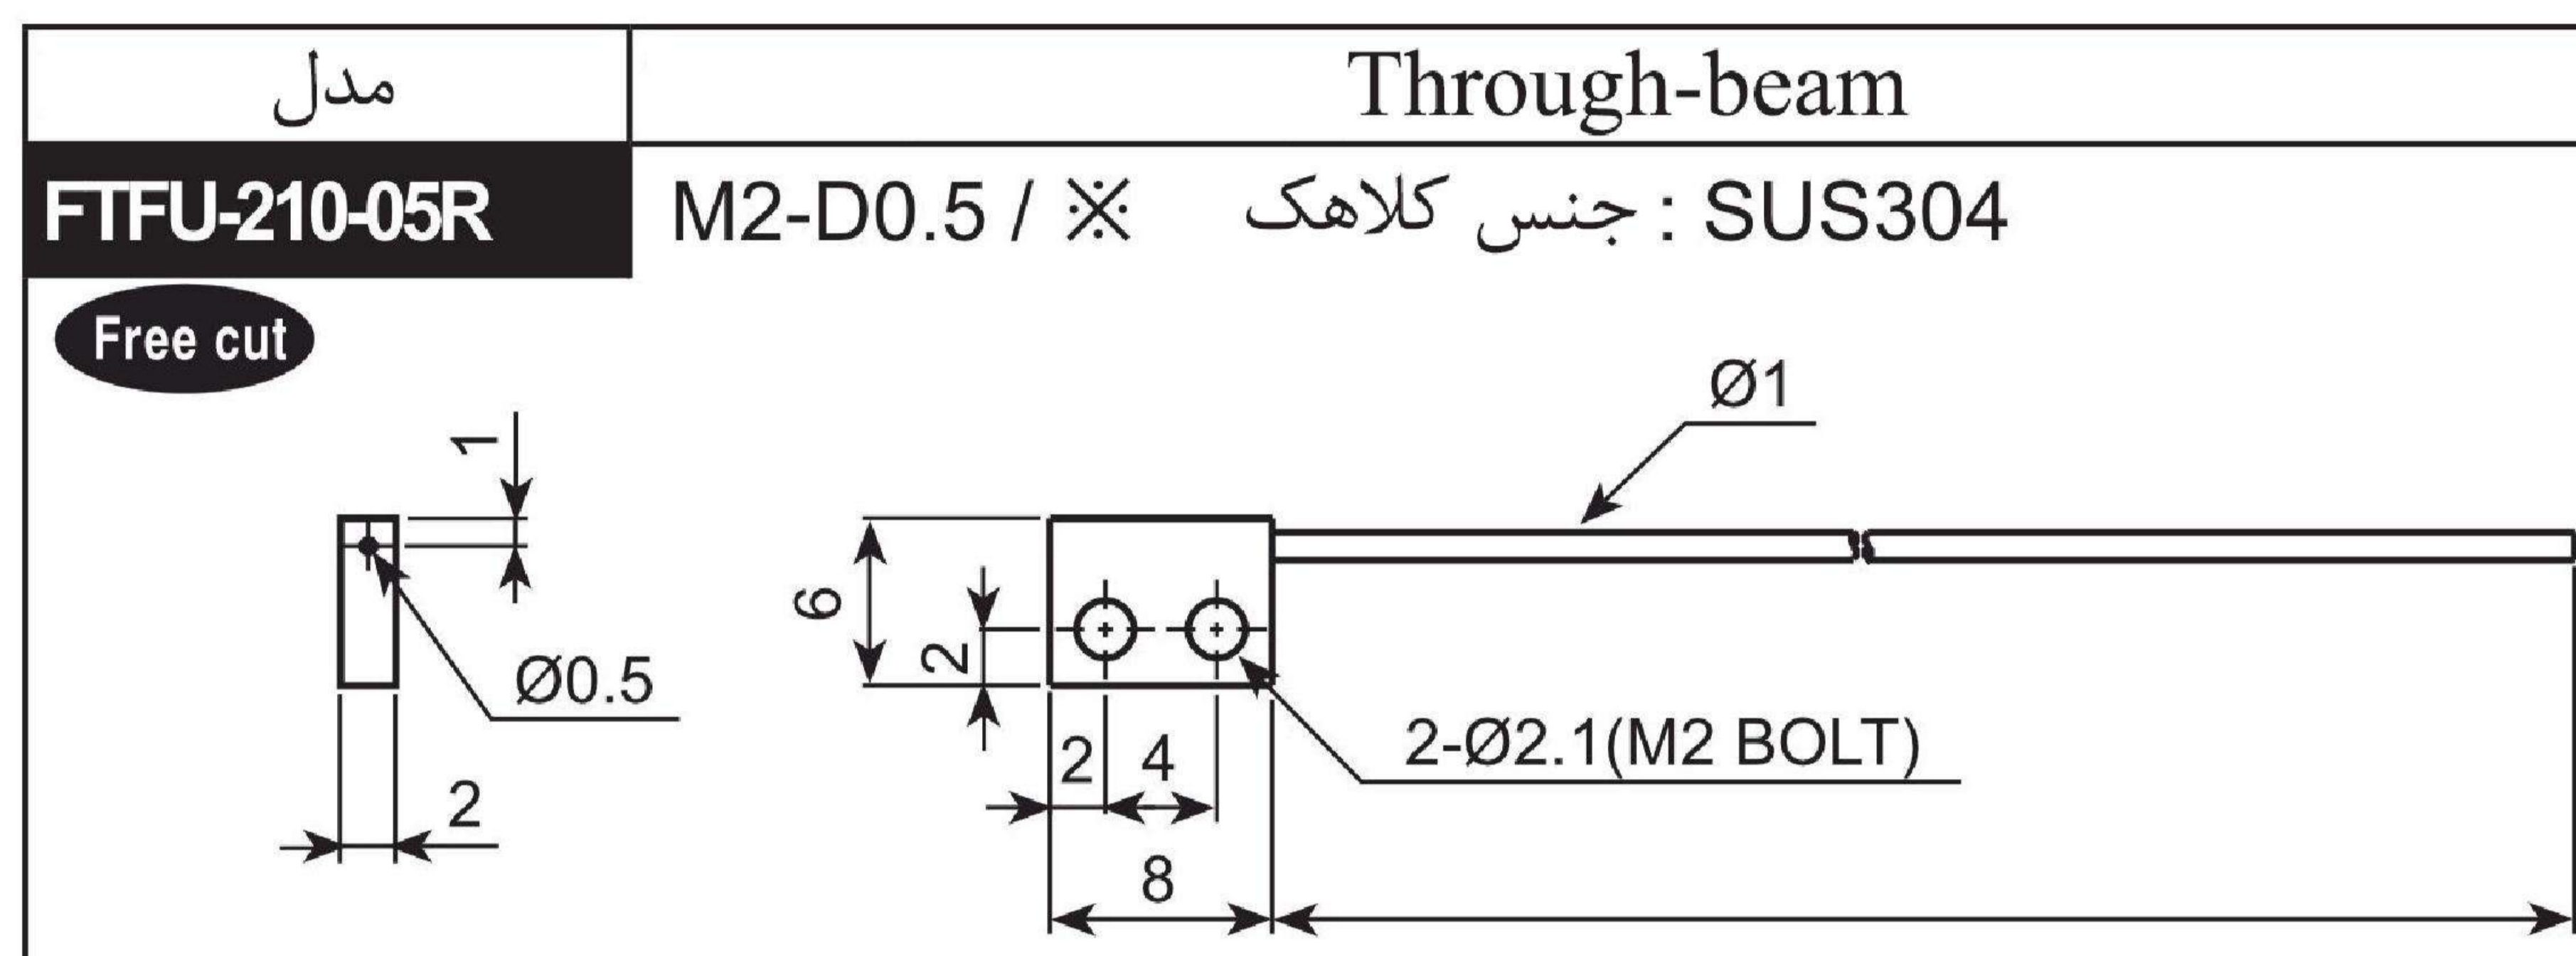 مدل
Through-beam
FTFU-210-05R
M2-D0.5 / ※ جنس کلاهک : SUS304
Free cut
Ø1
1
6
2
Ø0.5
2-Ø2.1(M2 BOLT)
2 4
2
8